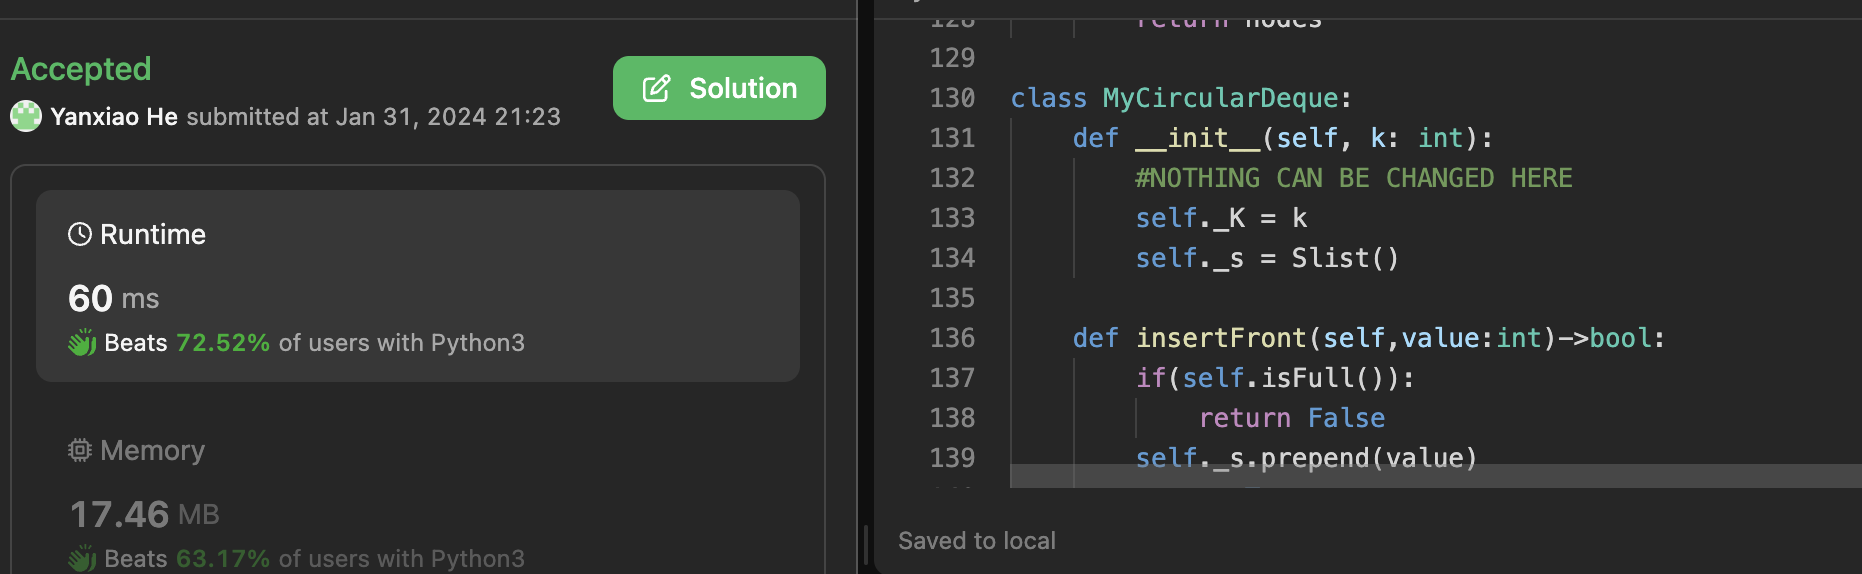 Accepted
Yanxiao He submitted at Jan 31, 2024 21:23
Solution
Runtime
60 ms
Beats 72.52% of users with Python3
Memory
17.46 MB
Beats 63.17% of users with Python3
128 return nodes
129
130 class MyCircularDeque:
131 def __init__(self, k: int):
132 #NOTHING CAN BE CHANGED HERE
133 self._K = k
134 self._s = Slist()
135
136 def insertFront(self,value:int)->bool:
137 if(self.isFull()):
138 return False
139 self._s.prepend(value)
Saved to local